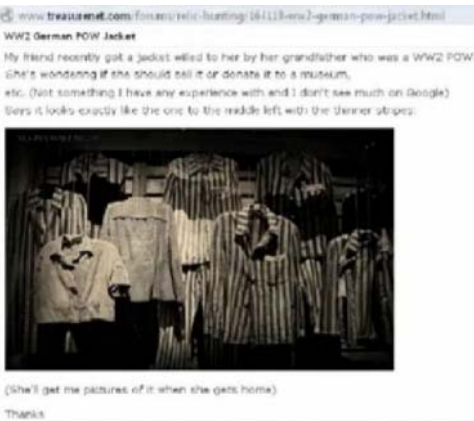 www.treasurenet.com/forums/relic-hunting/164119-ww2-german-pow-jacket.html
WW2 German POW Jacket
My friend recently got a jacket willed to her by her grandfather who was a WW2 POW
She's wondering if she should sell it or donate it to a museum,
etc. (Not something I have any experience with and I don't see much on Google)
Says it looks exactly like the one to the middle left with the thinner stripes:
(She'll get me pictures of it when she gets home)
Thanks